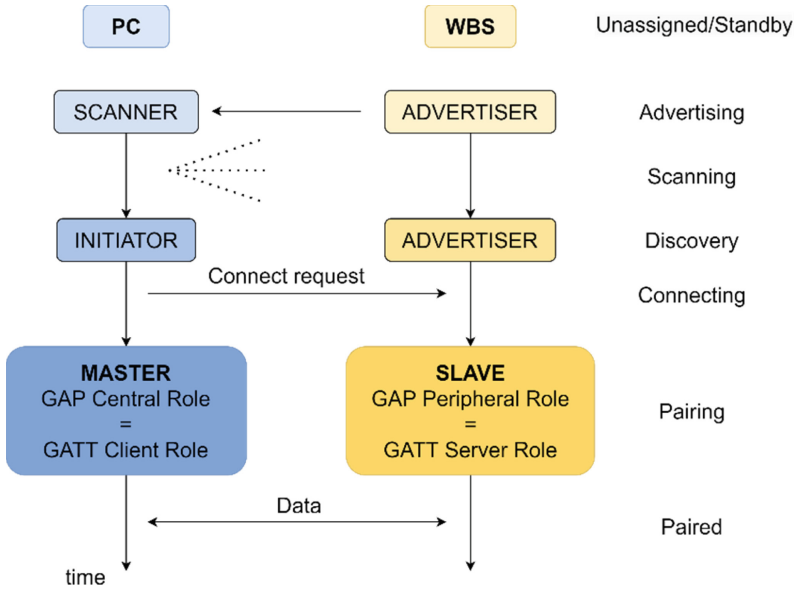 PC
WBS
Unassigned/Standby
SCANNER
ADVERTISER
Advertising
Scanning
INITIATOR
ADVERTISER
Discovery
Connect request
Connecting
MASTER
GAP Central Role
=
GATT Client Role
SLAVE
GAP Peripheral Role
=
GATT Server Role
Pairing
Data
Paired
time